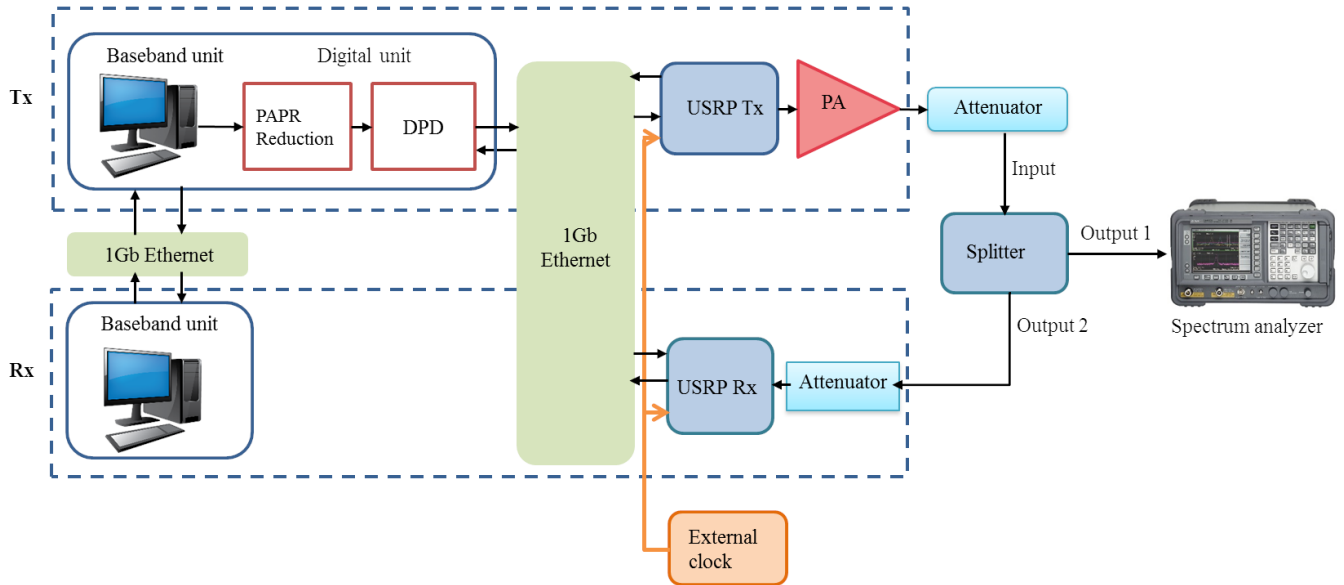 Tx
Baseband unit
Digital unit
PAPR
Reduction
DPD
USRP Tx
PA
Attenuator
Input
1Gb Ethernet
1Gb
Ethernet
Splitter
Output 1
Output 2
Spectrum analyzer
Rx
Baseband unit
USRP Rx
Attenuator
External
clock